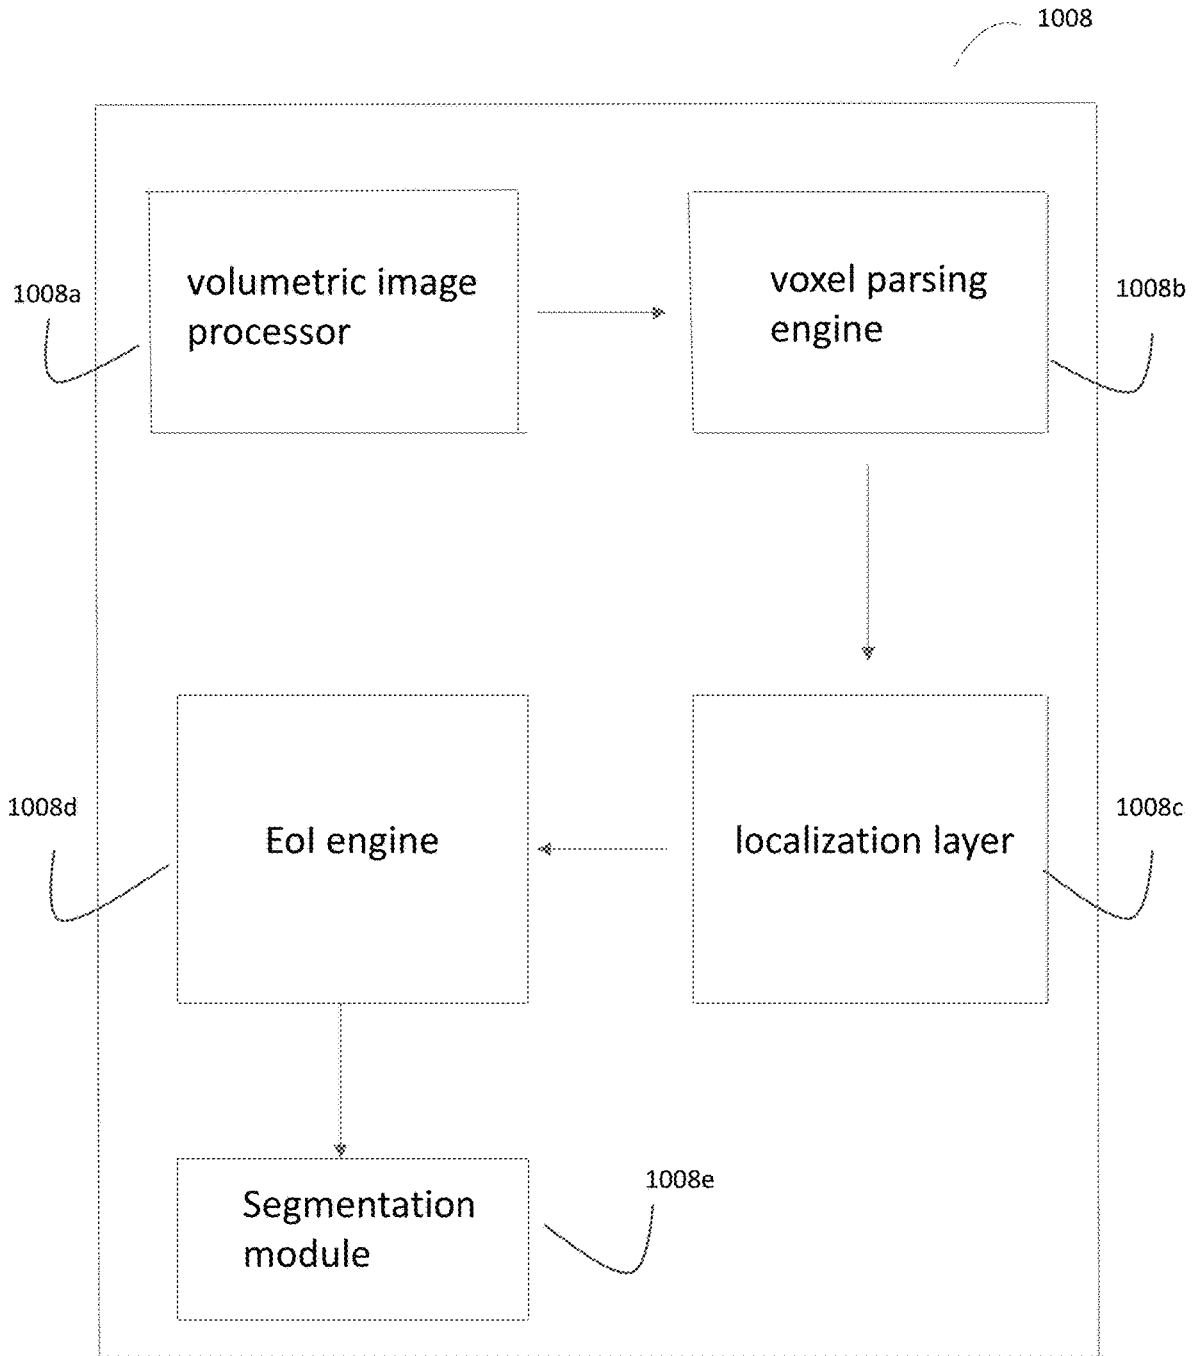 1008
volumetric image
processor
voxel parsing
engine
1008a
1008b
EoI engine
localization layer
1008d
1008c
Segmentation
module
1008e